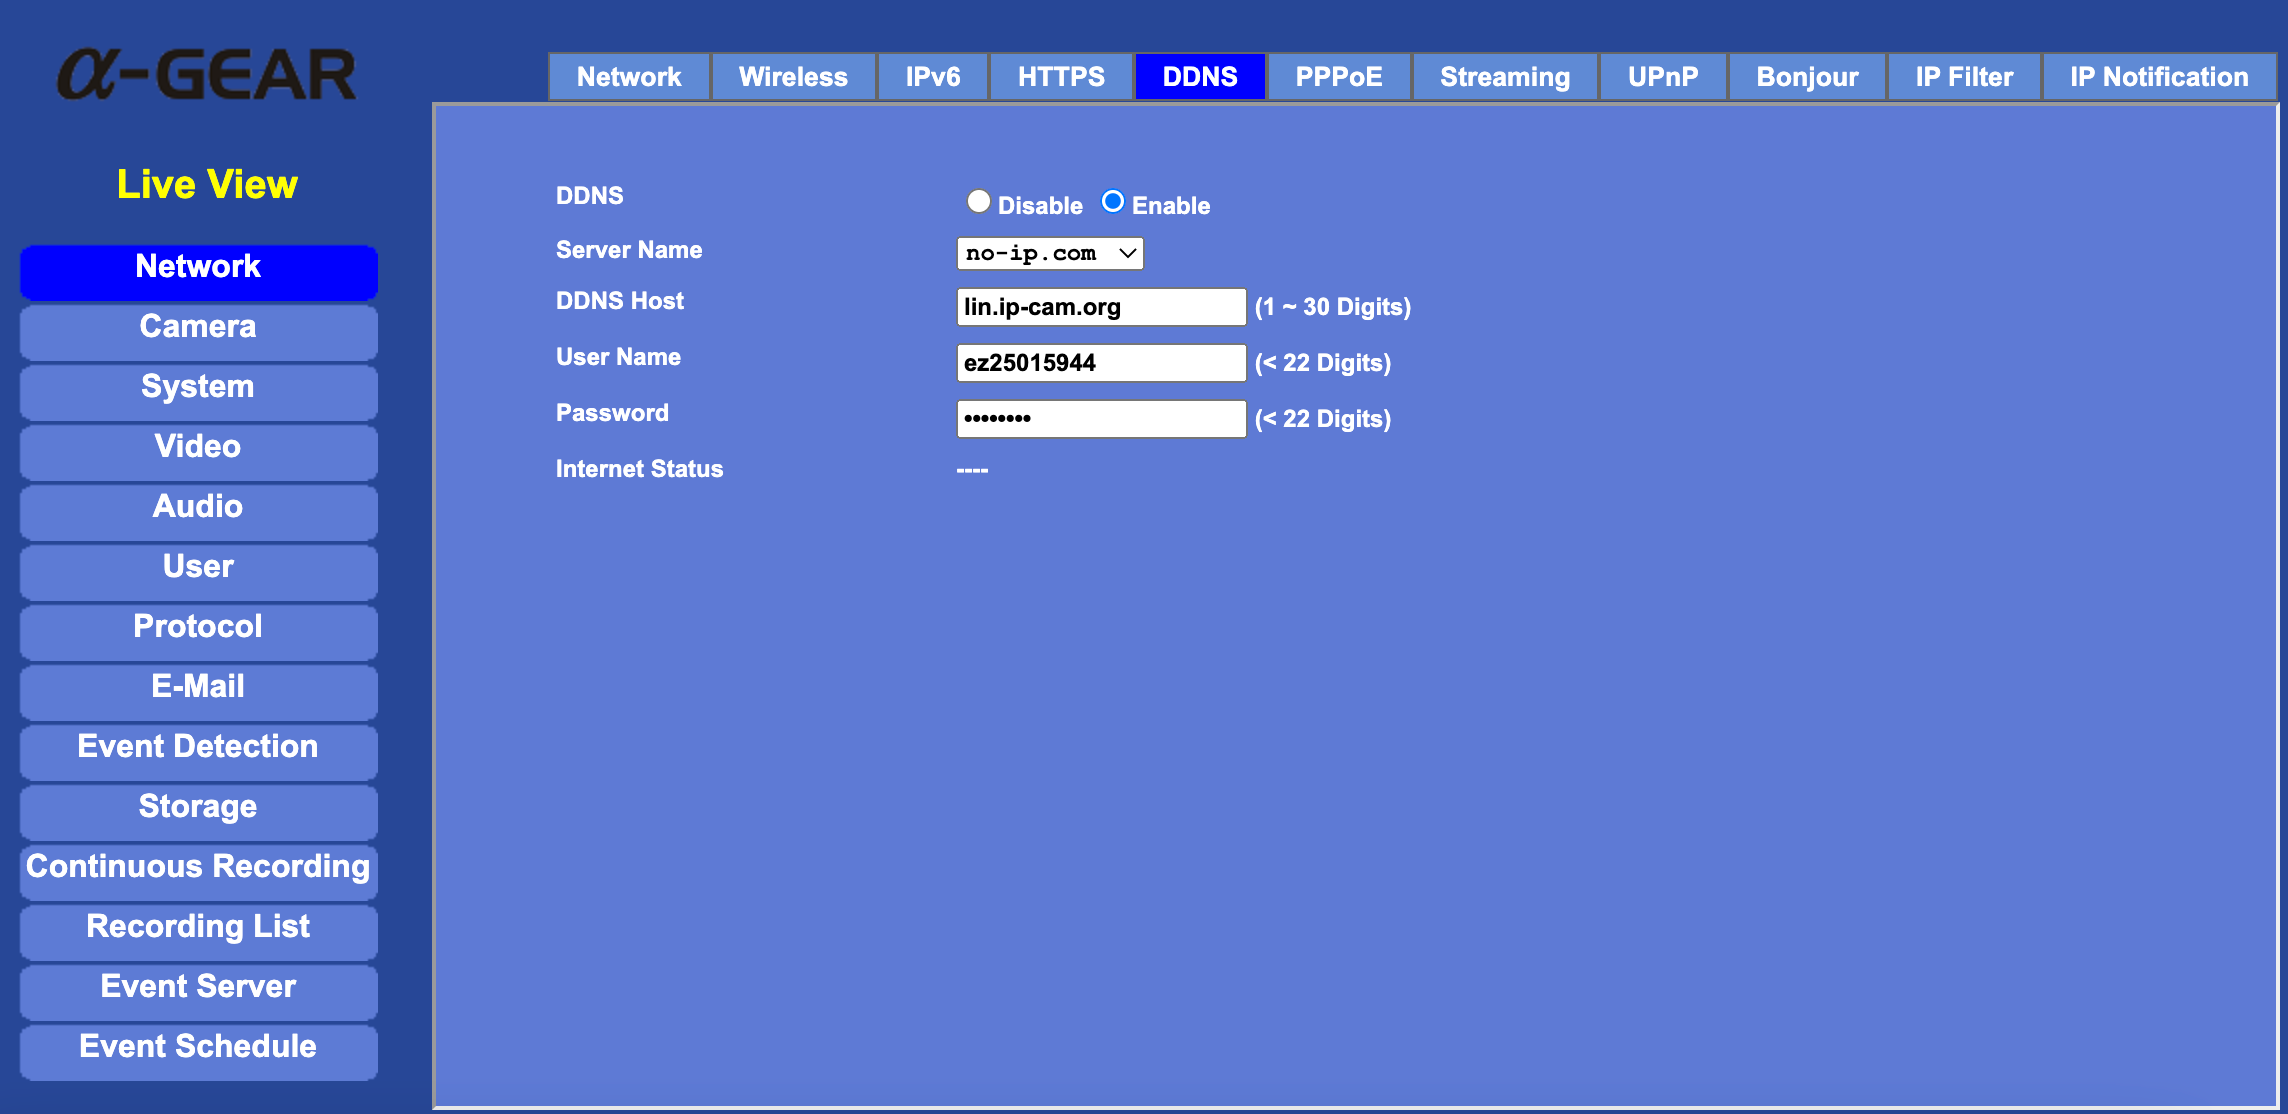 α-GEAR
Network Wireless IPv6 HTTPS DDNS PPPoE Streaming UPnP Bonjour IP Filter IP Notification
Live View
Network
Camera
System
Video
Audio
User
Protocol
E-Mail
Event Detection
Storage
Continuous Recording
Recording List
Event Server
Event Schedule
DDNS Disable Enable
Server Name no-ip.com
DDNS Host lin.ip-cam.org (1 ~ 30 Digits)
User Name ez25015944 (< 22 Digits)
Password •••••••• (< 22 Digits)
Internet Status ----